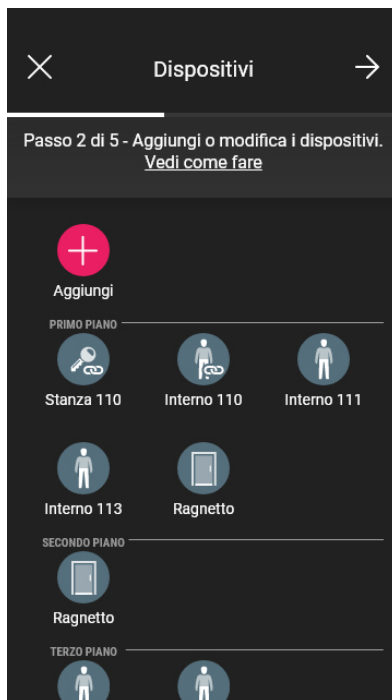 Dispositivi
Passo 2 di 5 - Aggiungi o modifica i dispositivi.
Vedi come fare
Aggiungi
PRIMO PIANO
Stanza 110
Interno 110
Interno 111
Interno 113
Ragnetto
SECONDO PIANO
Ragnetto
TERZO PIANO